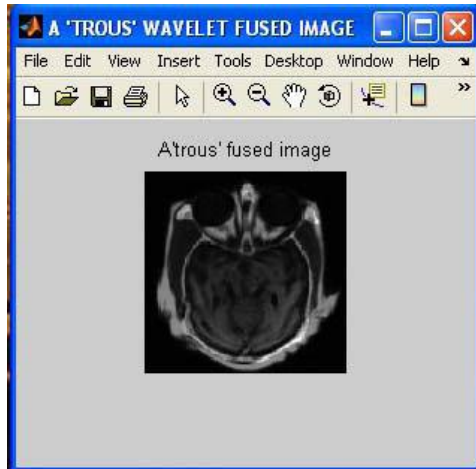 A 'TROUS' WAVELET FUSED IMAGE
File Edit View Insert Tools Desktop Window Help
A'trous' fused image